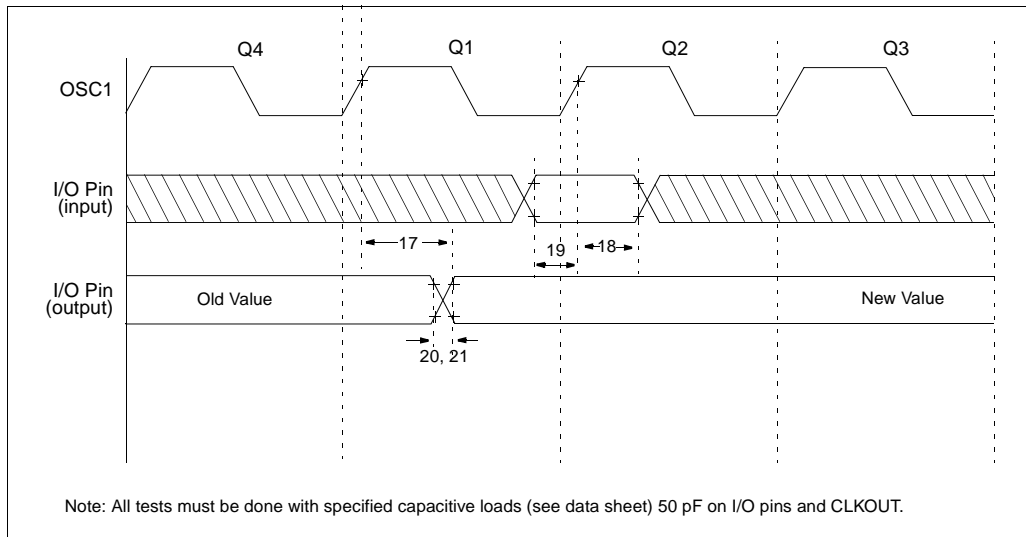 Q4 Q1 Q2 Q3
OSC1
I/O Pin
(input)
17
19
18
I/O Pin
(output)
Old Value
New Value
20, 21
Note: All tests must be done with specified capacitive loads (see data sheet) 50 pF on I/O pins and CLKOUT.